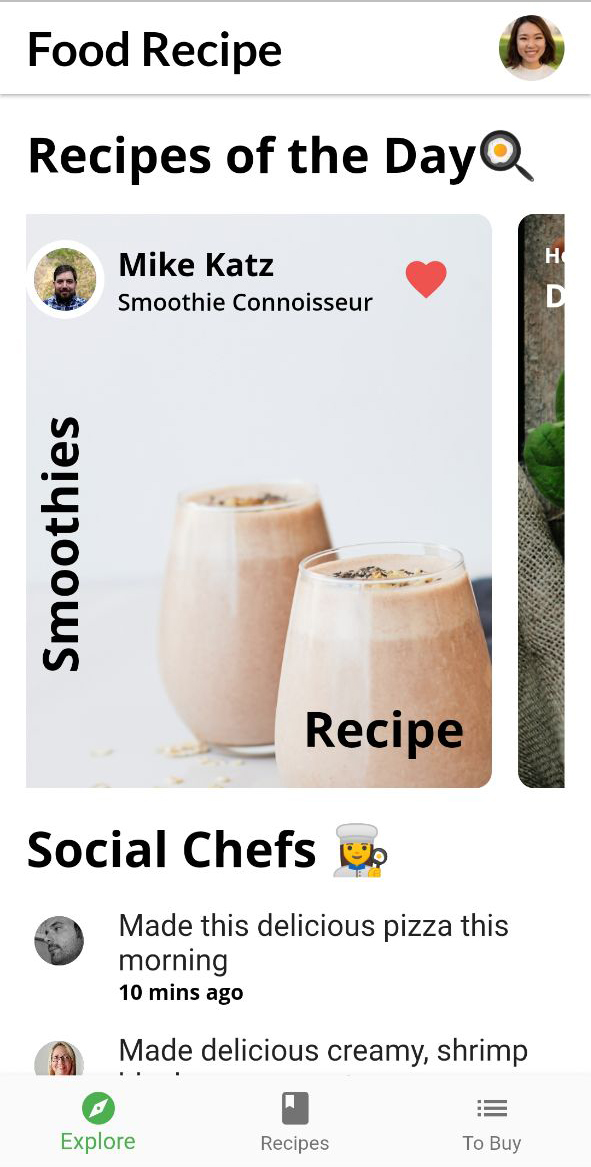 Food Recipe
Recipes of the Day
Mike Katz
Smoothie Connoisseur
Smoothies
Recipe
Social Chefs
Made this delicious pizza this
morning
10 mins ago
Made delicious creamy, shrimp
Explore
Recipes
To Buy